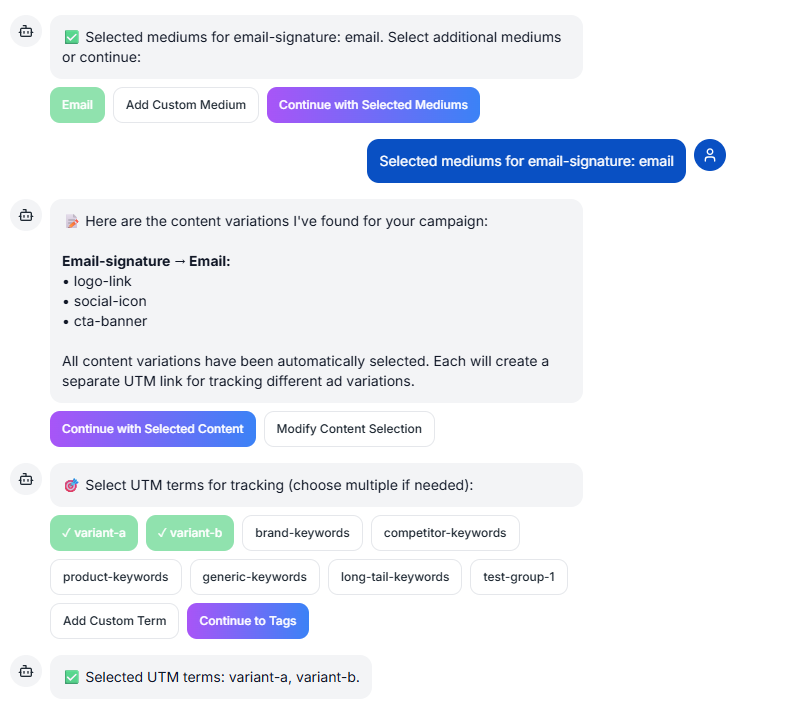 ✅ Selected mediums for email-signature: email. Select additional mediums
or continue:
Email
Add Custom Medium
Continue with Selected Mediums
Selected mediums for email-signature: email
📝 Here are the content variations I've found for your campaign:
Email-signature → Email:
• logo-link
• social-icon
• cta-banner
All content variations have been automatically selected. Each will create a
separate UTM link for tracking different ad variations.
Continue with Selected Content
Modify Content Selection
🎯 Select UTM terms for tracking (choose multiple if needed):
✓ variant-a
✓ variant-b
brand-keywords
competitor-keywords
product-keywords
generic-keywords
long-tail-keywords
test-group-1
Add Custom Term
Continue to Tags
✅ Selected UTM terms: variant-a, variant-b.